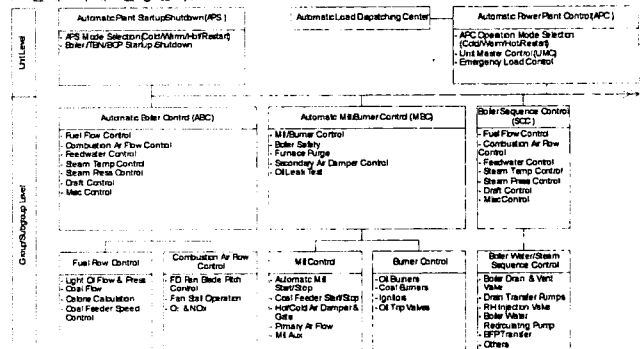 Automatic Plant Startup Shutdown (APS)
- APS Mode Selection(Cold/Warm/Hot/Restart)
- Boiler /TBN/BOP Startup /Shutdown
Automatic Load Dispatching Center
Automatic Power Plant Control(APC)
- APC Operation Mode Selection
(Cold/Warm/Hot/Restart)
- Unit Master Control (UMC)
- Emergency Load Control
Unit Level
Automatic Boiler Control (ABC)
- Fuel Flow Control
- Combustion Air Flow Control
- Feedwater Control
- Steam Temp Control
- Steam Press Control
- Draft Control
- Misc Control
Automatic Mill/Burner Control (MBC)
- Mill/Burner Control
- Boiler Safety
- Furnace Purge
- Secondary Air Damper Control
- Oil Leak Test
Boiler Sequence Control
(SCC)
- Fuel Flow Control
- Combustion Air Flow
Control
- Feedwater Control
- Steam Temp Control
- Steam Press Control
- Draft Control
- Misc Control
Group/Subgroup Level
Fuel Flow Control
- Light Oil Flow & Press
- Coal Flow
- Calorie Calculation
- Coal Feeder Speed
Control
Combustion Air Flow
Control
- FD Fan Blade Pitch
Control
- Fan Stall Operation
- O2 & NOx
Mill Control
- Automatic Mill
Start/Stop
- Coal Feeder Start/Stop
- Hot/Cold Air Damper &
Gate
- Primary Air Flow
- Mill Aux
Burner Control
- Oil Burners
- Coal Burners
- Ignitors
- Oil Trip Valves
Boiler Water/Steam
Sequence Control
- Boiler Drain & Vent
Valve
- Drain Transfer Pumps
- RH Injection Valve
- Boiler Water
Recirculating Pump
- BFP Transfer
- Others